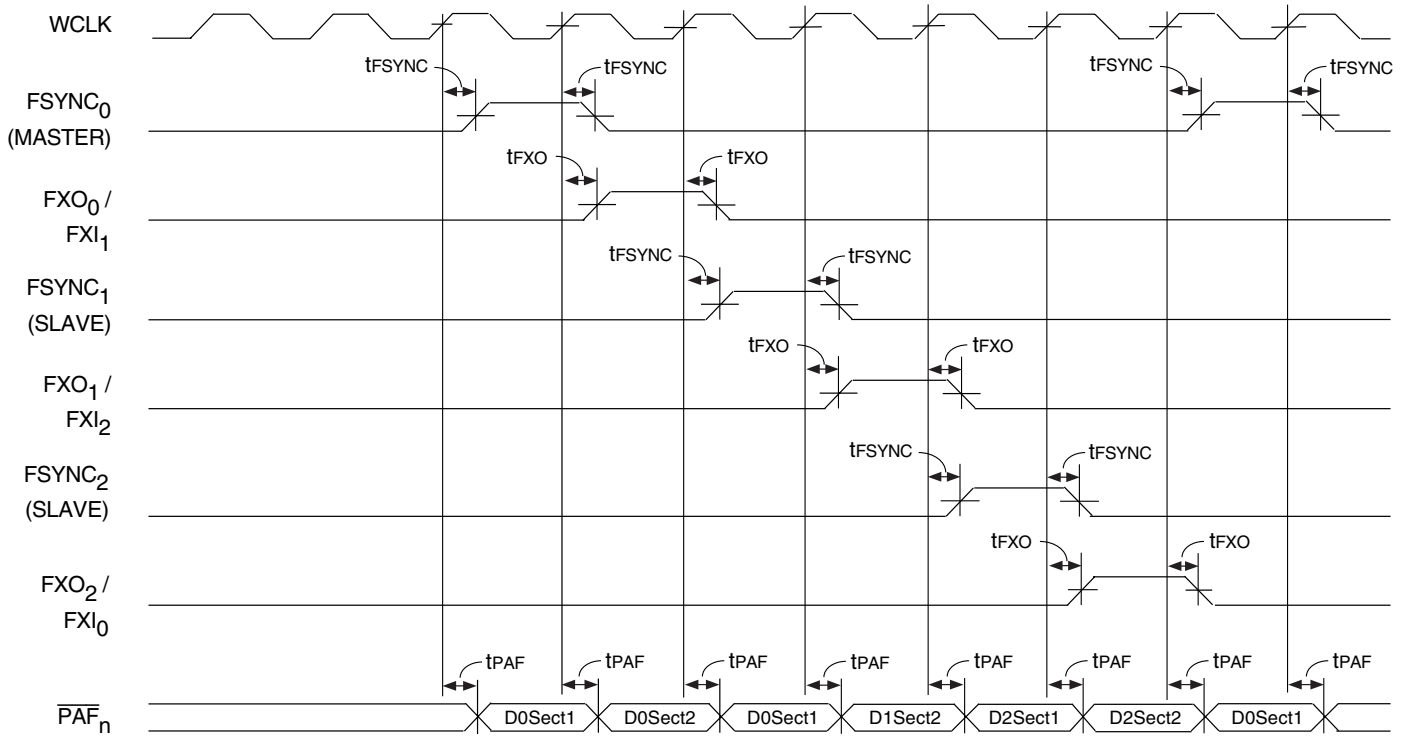 WCLK
tFSYNC tFSYNC tFSYNC tFSYNC
FSYNC0
(MASTER)
tFXO tFXO
FXO0 /
FXI1
tFSYNC tFSYNC
FSYNC1
(SLAVE)
tFXO tFXO
FXO1 /
FXI2
tFSYNC tFSYNC
FSYNC2
(SLAVE)
tFXO tFXO
FXO2 /
FXI0
tPAF tPAF tPAF tPAF tPAF tPAF tPAF tPAF
PAFn D0Sect1 D0Sect2 D0Sect1 D1Sect2 D2Sect1 D2Sect2 D0Sect1